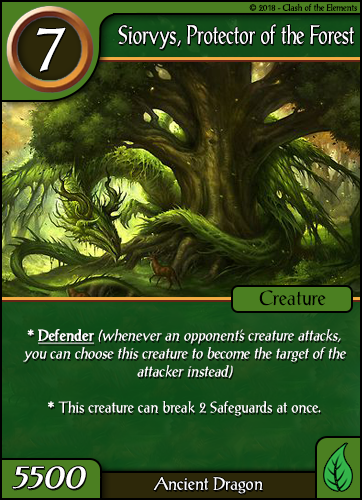 © 2018 - Clash of the Elements
7
Siorvys, Protector of the Forest
Creature
* Defender (whenever an opponent's creature attacks,
you can choose this creature to become the target of the
attacker instead)
* This creature can break 2 Safeguards at once.
5500
Ancient Dragon